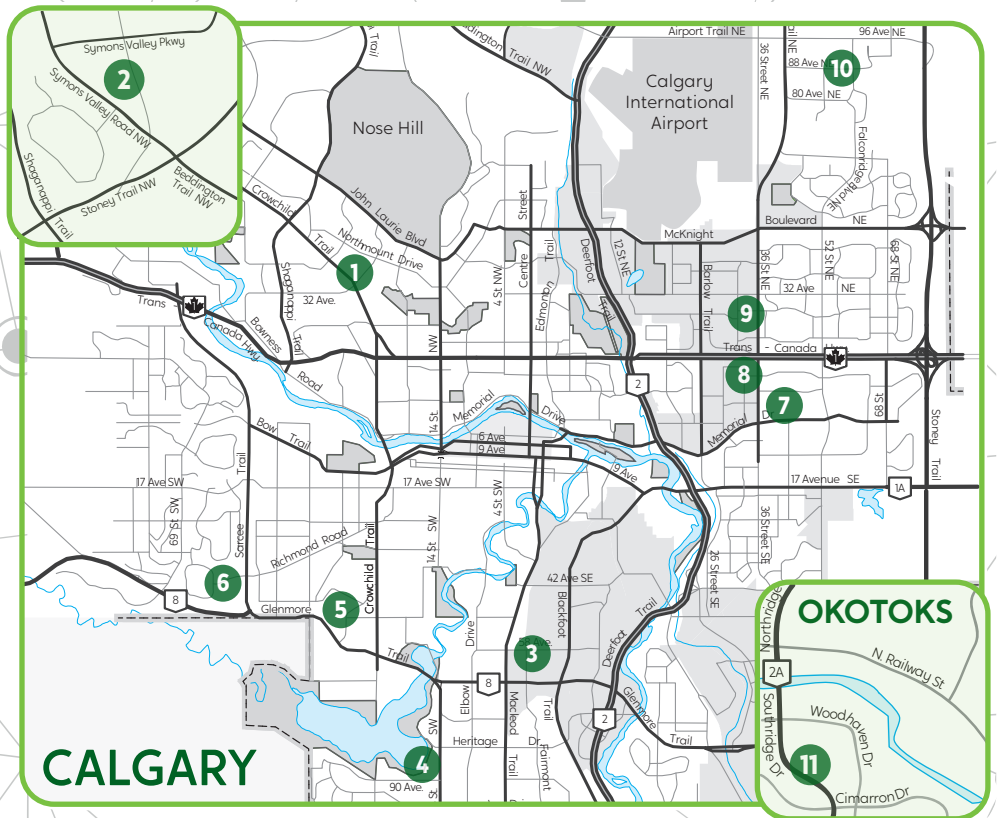 Symons Valley Pkwy
2
Symons Valley Road NW
Shaganappi Trail
Stoney Trail NW
Beddington
Trail NW
Trail NW
Airport Trail NE
96 Ave NE
36 Street NE
88 Ave N
10
80 Ave NE
Calgary
International
Airport
Nose Hill
Falconridge Blvd NE
Crowchild Trail
John Laurie Blvd
Northmount Drive
1
Shaganappi Trail
32 Ave.
4 St NW
Centre Street
Edmonton Trail
Deerfoot Trail
12 St NE
McKnight Boulevard NE
Barlow Trail
36 St NE
52 St NE
68 St NE
32 Ave NE
9
Trans - Canada Hwy
Trans
Canada Hwy
Bowness
Road
NW
14 St
2
8
7
Memorial Dr
68 St
Stoney Trail
Memorial Drive
6 Ave
9 Ave
9 Ave
Bow Trail
17 Ave SW
17 Ave SW
17 Avenue SE
1A
69 St SW
Sarcee Trail
Richmond Road
Crowchild Trail
14 St SW
4 St SW
42 Ave SE
Blackfoot Trail
26 Street SE
36 Street SE
6
8
Glenmore Trail
5
58 Ave.
3
Deerfoot Trail
Elbow Drive
8
Macleod Trail
2
Glenmore Trail
Heritage Dr
Fairmont
14 St SW
4
90 Ave.
CALGARY
OKOTOKS
Northridge
N. Railway St
2A
Southridge Dr
Woodhaven Dr
11
Cimarron Dr